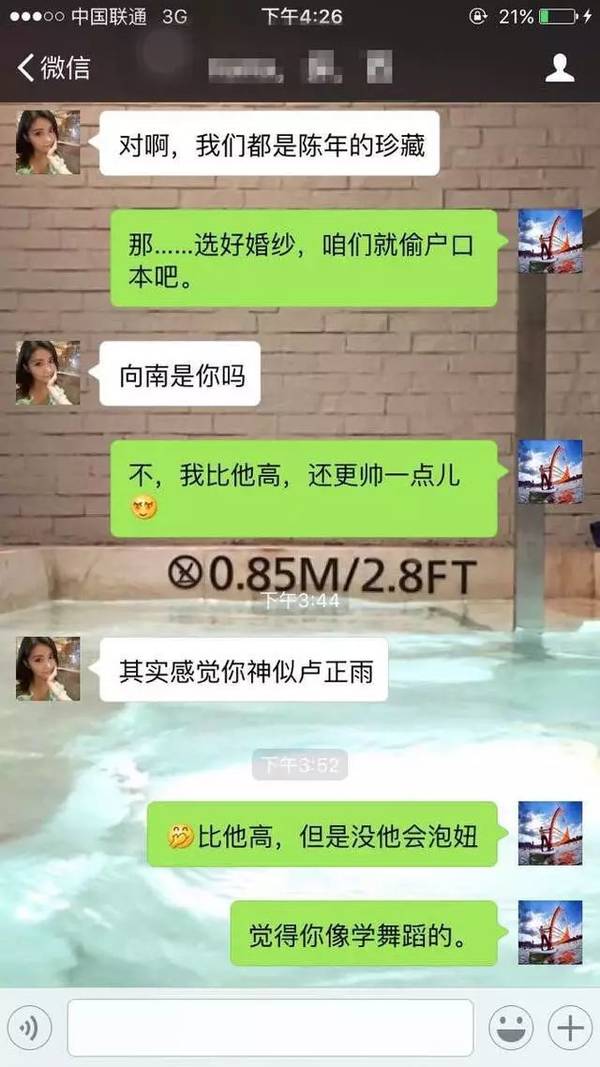 中国联通 3G 下午4:26 21%
微信
对啊，我们都是陈年的珍藏
那……选好婚纱，咱们就偷户口
本吧。
向南是你吗
不，我比他高，还更帅一点儿
0.85M/2.8FT
下午3:44
其实感觉你神似卢正雨
下午3:52
比他高，但是没他会泡妞
觉得你像学舞蹈的。